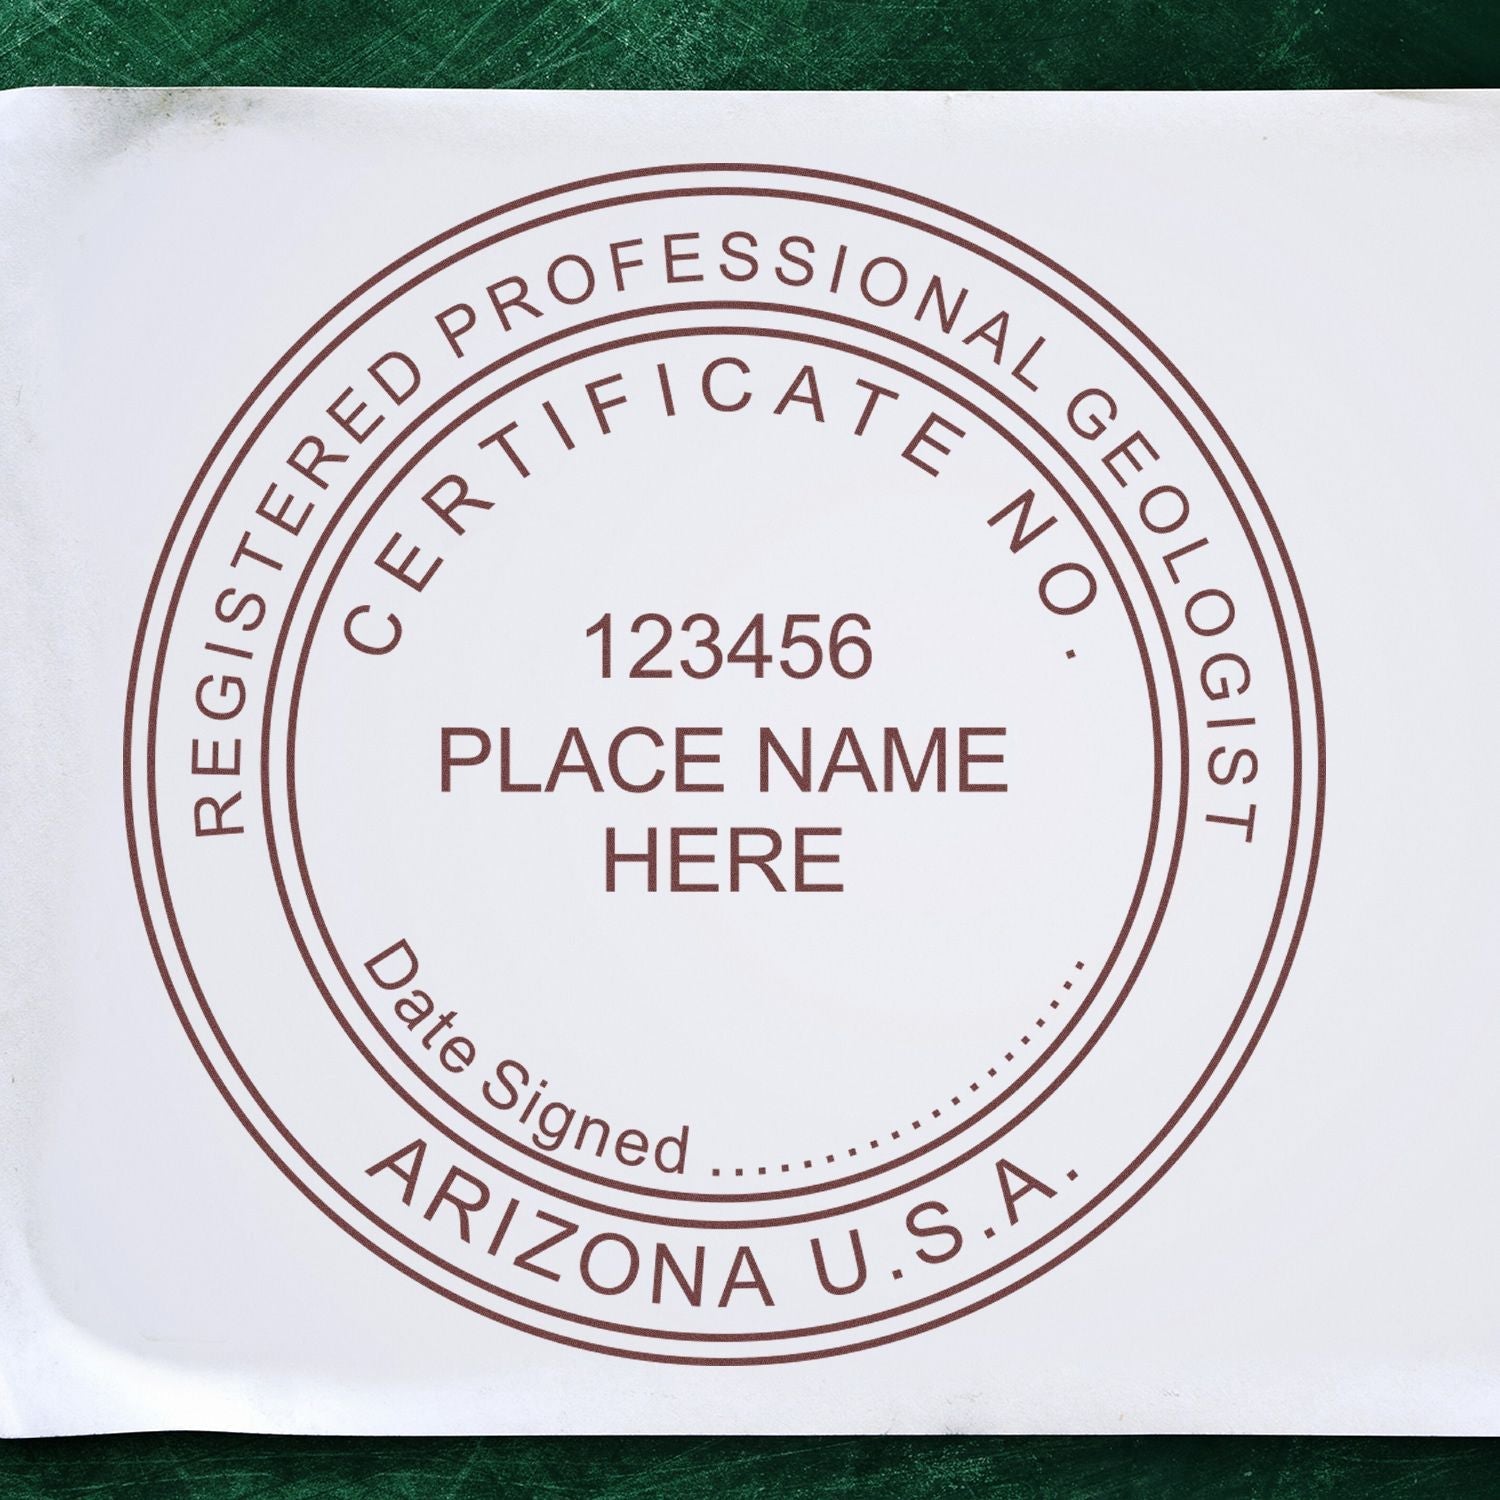 REGISTERED PROFESSIONAL GEOLOGIST
CERTIFICATE NO.
123456
PLACE NAME
HERE
Date Signed ......................
ARIZONA U.S.A.